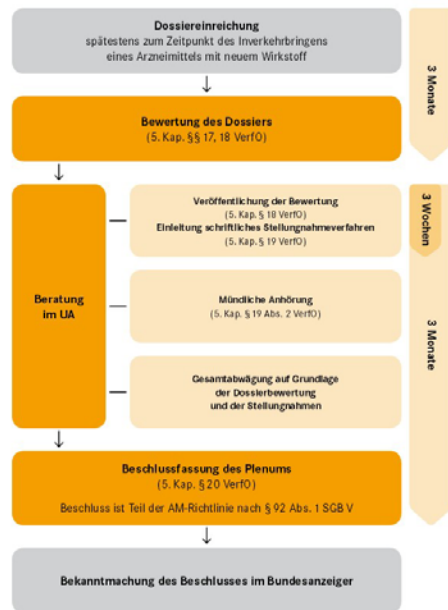 Dossiereinreichung
spätestens zum Zeitpunkt des Inverkehrbringens
eines Arzneimittels mit neuem Wirkstoff
3 Monate
Bewertung des Dossiers
(5. Kap. §§ 17, 18 VerfO)
Beratung
im UA
Veröffentlichung der Bewertung
(5. Kap. § 18 VerfO)
Einleitung schriftliches Stellungnahmeverfahren
(5. Kap. § 19 VerfO)
3 Wochen
Mündliche Anhörung
(5. Kap. § 19 Abs. 2 VerfO)
3 Monate
Gesamtabwägung auf Grundlage
der Dossierbewertung
und der Stellungnahmen
Beschlussfassung des Plenums
(5. Kap. § 20 VerfO)
Beschluss ist Teil der AM-Richtlinie nach § 92 Abs. 1 SGB V
Bekanntmachung des Beschlusses im Bundesanzeiger